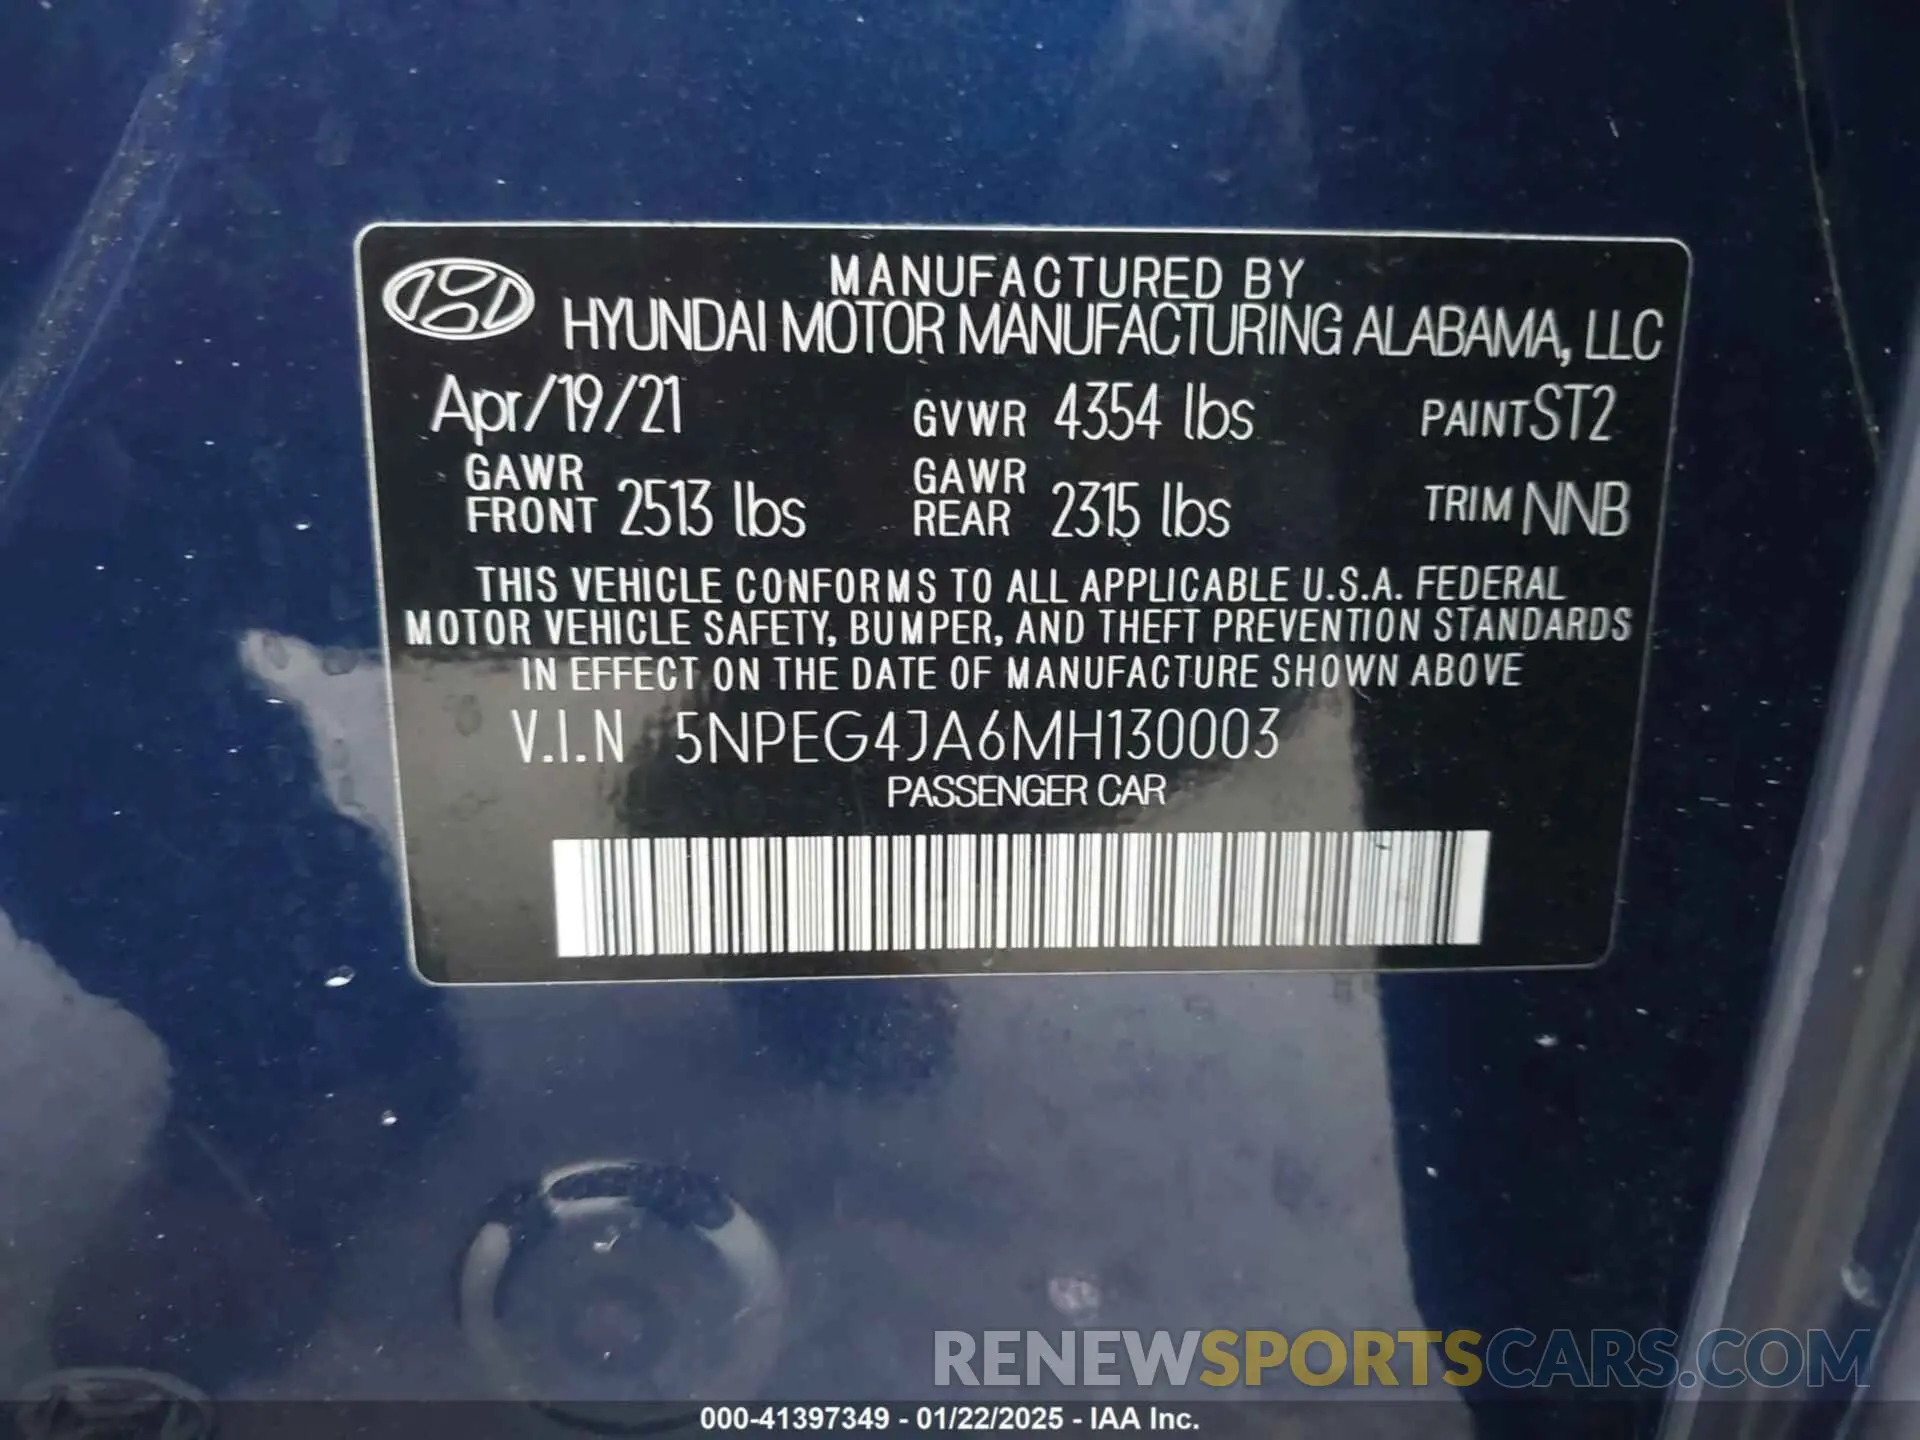 MANUFACTURED BY
HYUNDAI MOTOR MANUFACTURING ALABAMA, LLC
Apr/19/21 GVWR 4354 lbs PAINT ST2
GAWR FRONT 2513 lbs GAWR REAR 2315 lbs TRIM NNB
THIS VEHICLE CONFORMS TO ALL APPLICABLE U.S.A. FEDERAL
MOTOR VEHICLE SAFETY, BUMPER, AND THEFT PREVENTION STANDARDS
IN EFFECT ON THE DATE OF MANUFACTURE SHOWN ABOVE
V.I.N 5NPEG4JA6MH130003
PASSENGER CAR
RENEWSPORTSCARS.COM
000-41397349 - 01/22/2025 - IAA Inc.